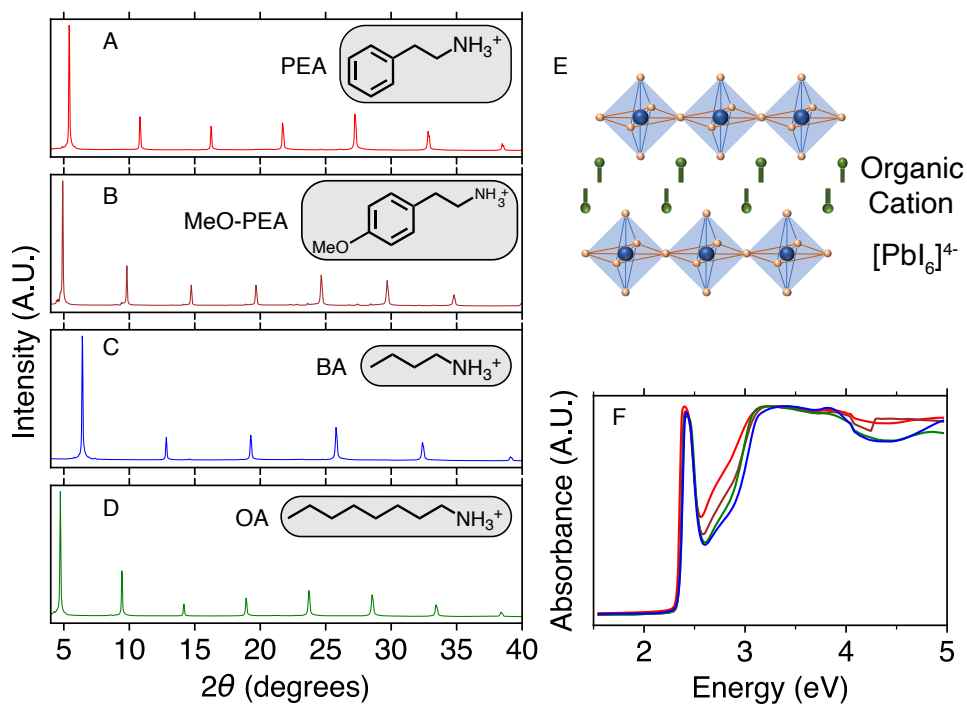 A
PEA
NH₃⁺
B
MeO-PEA
NH₃⁺
MeO
C
BA
NH₃⁺
D
OA
NH₃⁺
Intensity (A.U.)
5 10 15 20 25 30 35 40
2θ (degrees)
E
Organic
Cation
[PbI₆]⁴⁻
F
Absorbance (A.U.)
2 3 4 5
Energy (eV)